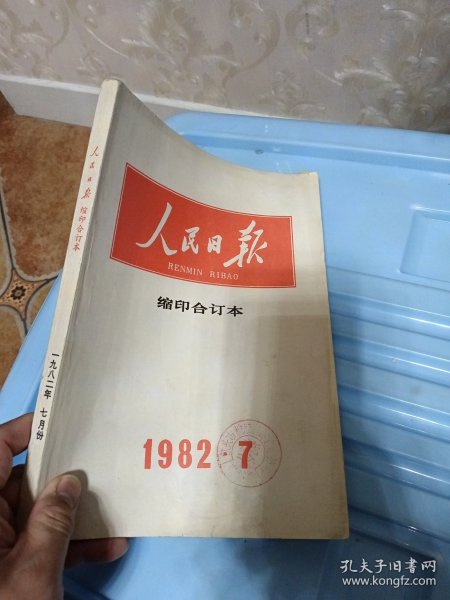 人民日报
RENMIN RIBAO
缩印合订本
1982 7
人民日报 缩印合订本
一九八二年 七月份
孔夫子旧书网
www.kongfz.com